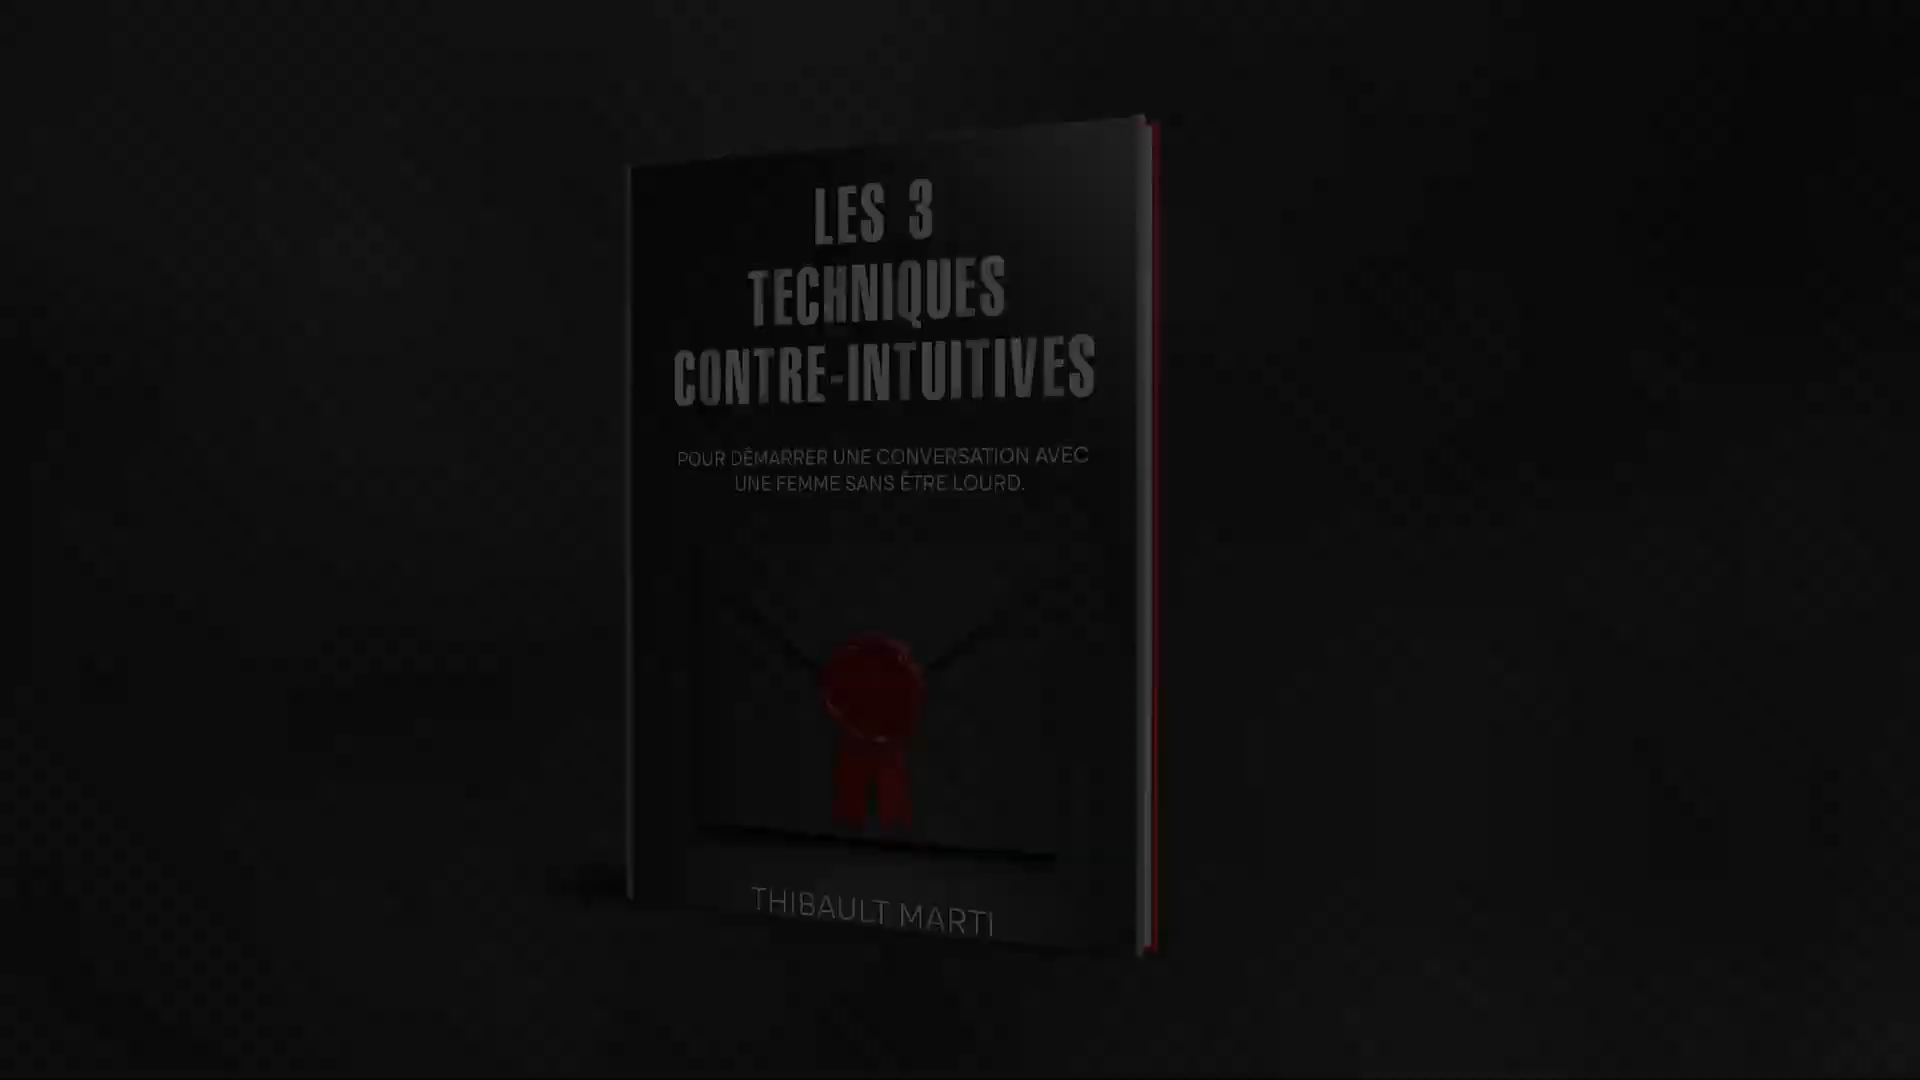 LES 3
TECHNIQUES
CONTRE-INTUITIVES
POUR DÉMARRER UNE CONVERSATION AVEC
UNE FEMME SANS ÊTRE LOURD.
THIBAULT MARTI